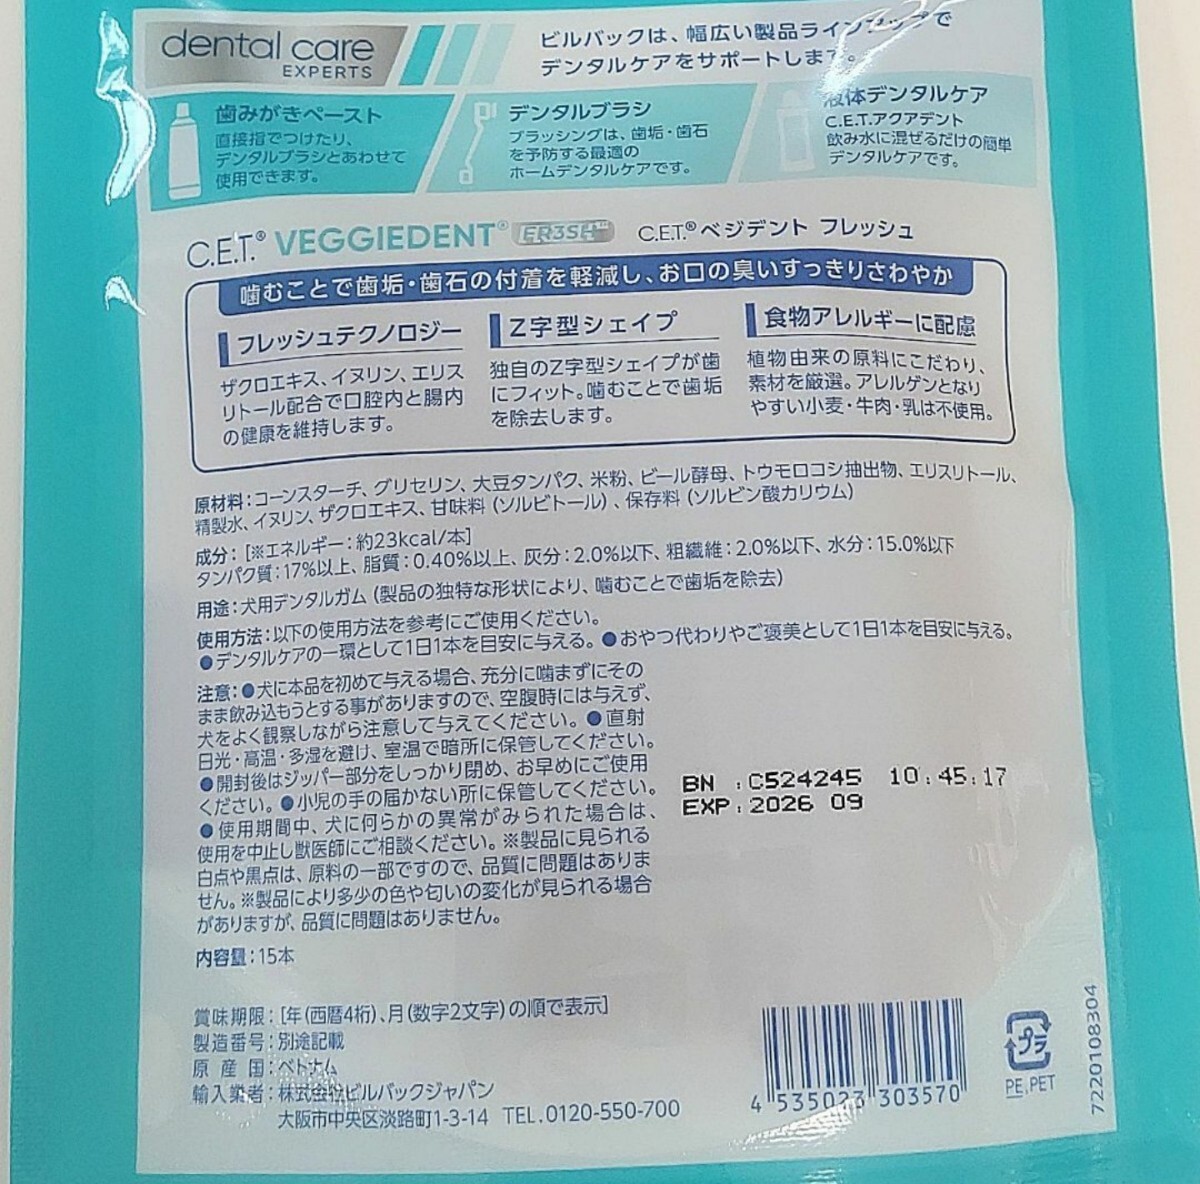 dental care
EXPERTS
ビルバックは、幅広い製品ラインアップで
デンタルケアをサポートします。
歯みがきペースト
直接指でつけたり、
デンタルブラシとあわせて
使用できます。
デンタルブラシ
ブラッシングは、歯垢・歯石
を予防する最適の
ホームデンタルケアです。
液体デンタルケア
C.E.T.アクアデント
飲み水に混ぜるだけの簡単
デンタルケアです。
C.E.T.® VEGGIEDENT® FR3SH™ C.E.T.®ベジデント フレッシュ
噛むことで歯垢・歯石の付着を軽減し、お口の臭いすっきりさわやか
フレッシュテクノロジー
ザクロエキス、イヌリン、エリス
リトール配合で口腔内と腸内
の健康を維持します。
Z字型シェイプ
独自のZ字型シェイプが歯
にフィット。噛むことで歯垢
を除去します。
食物アレルギーに配慮
植物由来の原料にこだわり、
素材を厳選。アレルゲンとなり
やすい小麦・牛肉・乳は不使用。
原材料：コーンスターチ、グリセリン、大豆タンパク、米粉、ビール酵母、トウモロコシ抽出物、エリスリトール、
精製水、イヌリン、ザクロエキス、甘味料（ソルビトール）、保存料（ソルビン酸カリウム）
成分：[※エネルギー：約23kcal/本]
タンパク質：17%以上、脂質：0.40%以上、灰分：2.0%以下、粗繊維：2.0%以下、水分：15.0%以下
用途：犬用デンタルガム（製品の独特な形状により、噛むことで歯垢を除去）
使用方法：以下の使用方法を参考にご使用ください。
●デンタルケアの一環として1日1本を目安に与える。●おやつ代わりやご褒美として1日1本を目安に与える。
注意：●犬に本品を初めて与える場合、充分に噛まずにその
まま飲み込もうとする事がありますので、空腹時には与えず、
犬をよく観察しながら注意して与えてください。●直射
日光・高温・多湿を避け、室温で暗所に保管してください。
●開封後はジッパー部分をしっかり閉め、お早めにご使用
ください。●小児の手の届かない所に保管してください。
●使用期間中、犬に何らかの異常がみられた場合は、
使用を中止し獣医師にご相談ください。※製品に見られる
白点や黒点は、原料の一部ですので、品質に問題はありま
せん。※製品により多少の色や匂いの変化が見られる場合
がありますが、品質に問題はありません。
BN :C524245 10:45:17
EXP:2026 09
内容量：15本
賞味期限：[年(西暦4桁)、月(数字2文字)の順で表示]
製造番号：別途記載
原産国：ベトナム
輸入業者：株式会社ビルバックジャパン
大阪市中央区淡路町1-3-14 TEL.0120-550-700
4 535023 303570
プラ
PE,PET
7220108304